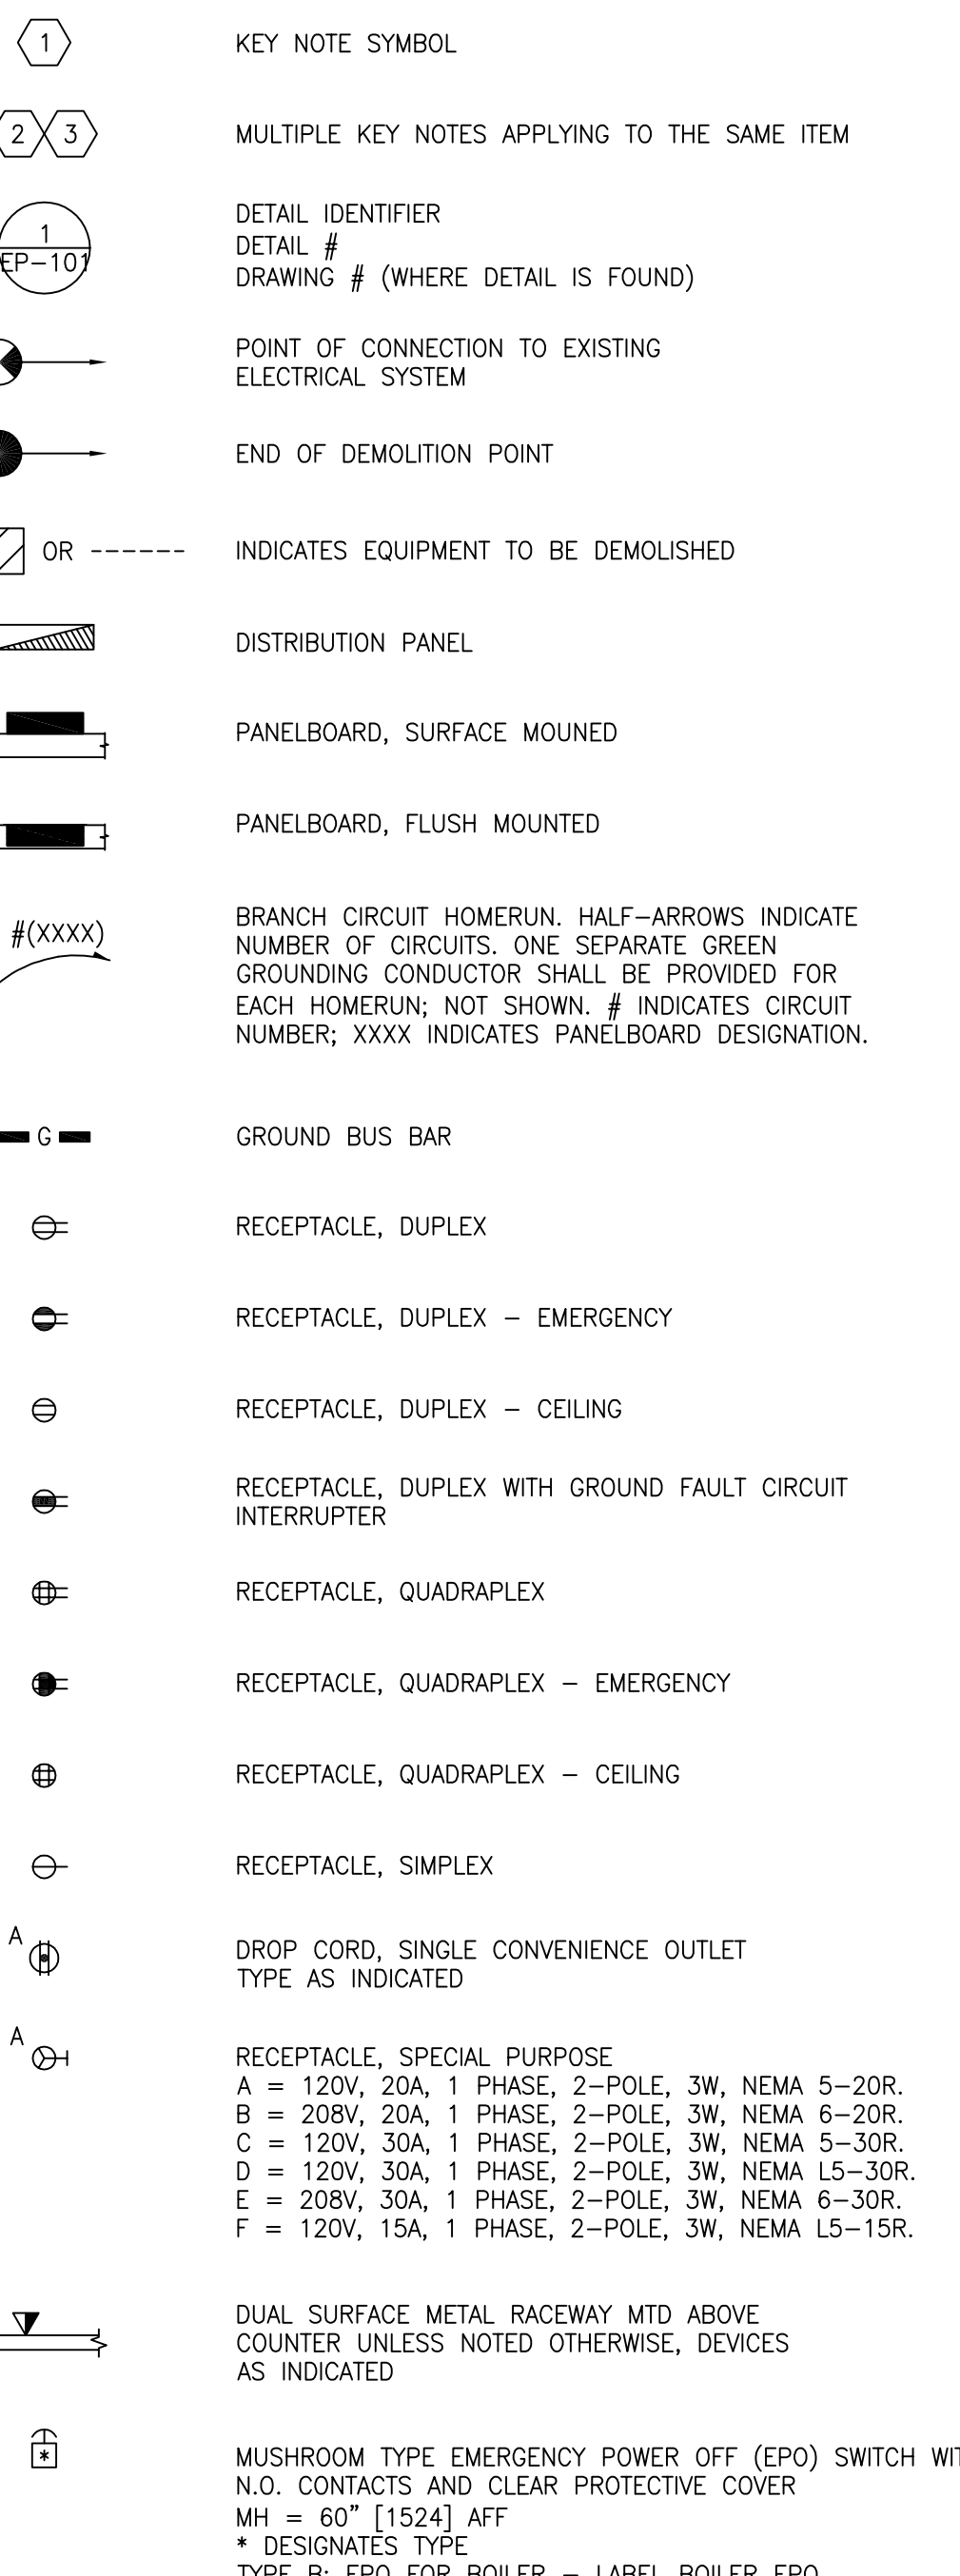 1 KEY NOTE SYMBOL
2 3 MULTIPLE KEY NOTES APPLYING TO THE SAME ITEM
DETAIL IDENTIFIER
1 DETAIL #
EP-101 DRAWING # (WHERE DETAIL IS FOUND)
POINT OF CONNECTION TO EXISTING
ELECTRICAL SYSTEM
END OF DEMOLITION POINT
OR INDICATES EQUIPMENT TO BE DEMOLISHED
DISTRIBUTION PANEL
PANELBOARD, SURFACE MOUNED
PANELBOARD, FLUSH MOUNTED
#(XXXX)
BRANCH CIRCUIT HOMERUN. HALF-ARROWS INDICATE
NUMBER OF CIRCUITS. ONE SEPARATE GREEN
GROUNDING CONDUCTOR SHALL BE PROVIDED FOR
EACH HOMERUN; NOT SHOWN. # INDICATES CIRCUIT
NUMBER; XXXX INDICATES PANELBOARD DESIGNATION.
G GROUND BUS BAR
RECEPTACLE, DUPLEX
RECEPTACLE, DUPLEX - EMERGENCY
RECEPTACLE, DUPLEX - CEILING
RECEPTACLE, DUPLEX WITH GROUND FAULT CIRCUIT
INTERRUPTER
RECEPTACLE, QUADRAPLEX
RECEPTACLE, QUADRAPLEX - EMERGENCY
RECEPTACLE, QUADRAPLEX - CEILING
RECEPTACLE, SIMPLEX
A DROP CORD, SINGLE CONVENIENCE OUTLET
TYPE AS INDICATED
A RECEPTACLE, SPECIAL PURPOSE
A = 120V, 20A, 1 PHASE, 2-POLE, 3W, NEMA 5-20R.
B = 208V, 20A, 1 PHASE, 2-POLE, 3W, NEMA 6-20R.
C = 120V, 30A, 1 PHASE, 2-POLE, 3W, NEMA 5-30R.
D = 120V, 30A, 1 PHASE, 2-POLE, 3W, NEMA L5-30R.
E = 208V, 30A, 1 PHASE, 2-POLE, 3W, NEMA 6-30R.
F = 120V, 15A, 1 PHASE, 2-POLE, 3W, NEMA L5-15R.
DUAL SURFACE METAL RACEWAY MTD ABOVE
COUNTER UNLESS NOTED OTHERWISE, DEVICES
AS INDICATED
* MUSHROOM TYPE EMERGENCY POWER OFF (EPO) SWITCH
N.O. CONTACTS AND CLEAR PROTECTIVE COVER
MH = 60" [1524] AFF
* DESIGNATES TYPE
TYPE B: EPO FOR BOILER - LABEL BOILER EPO